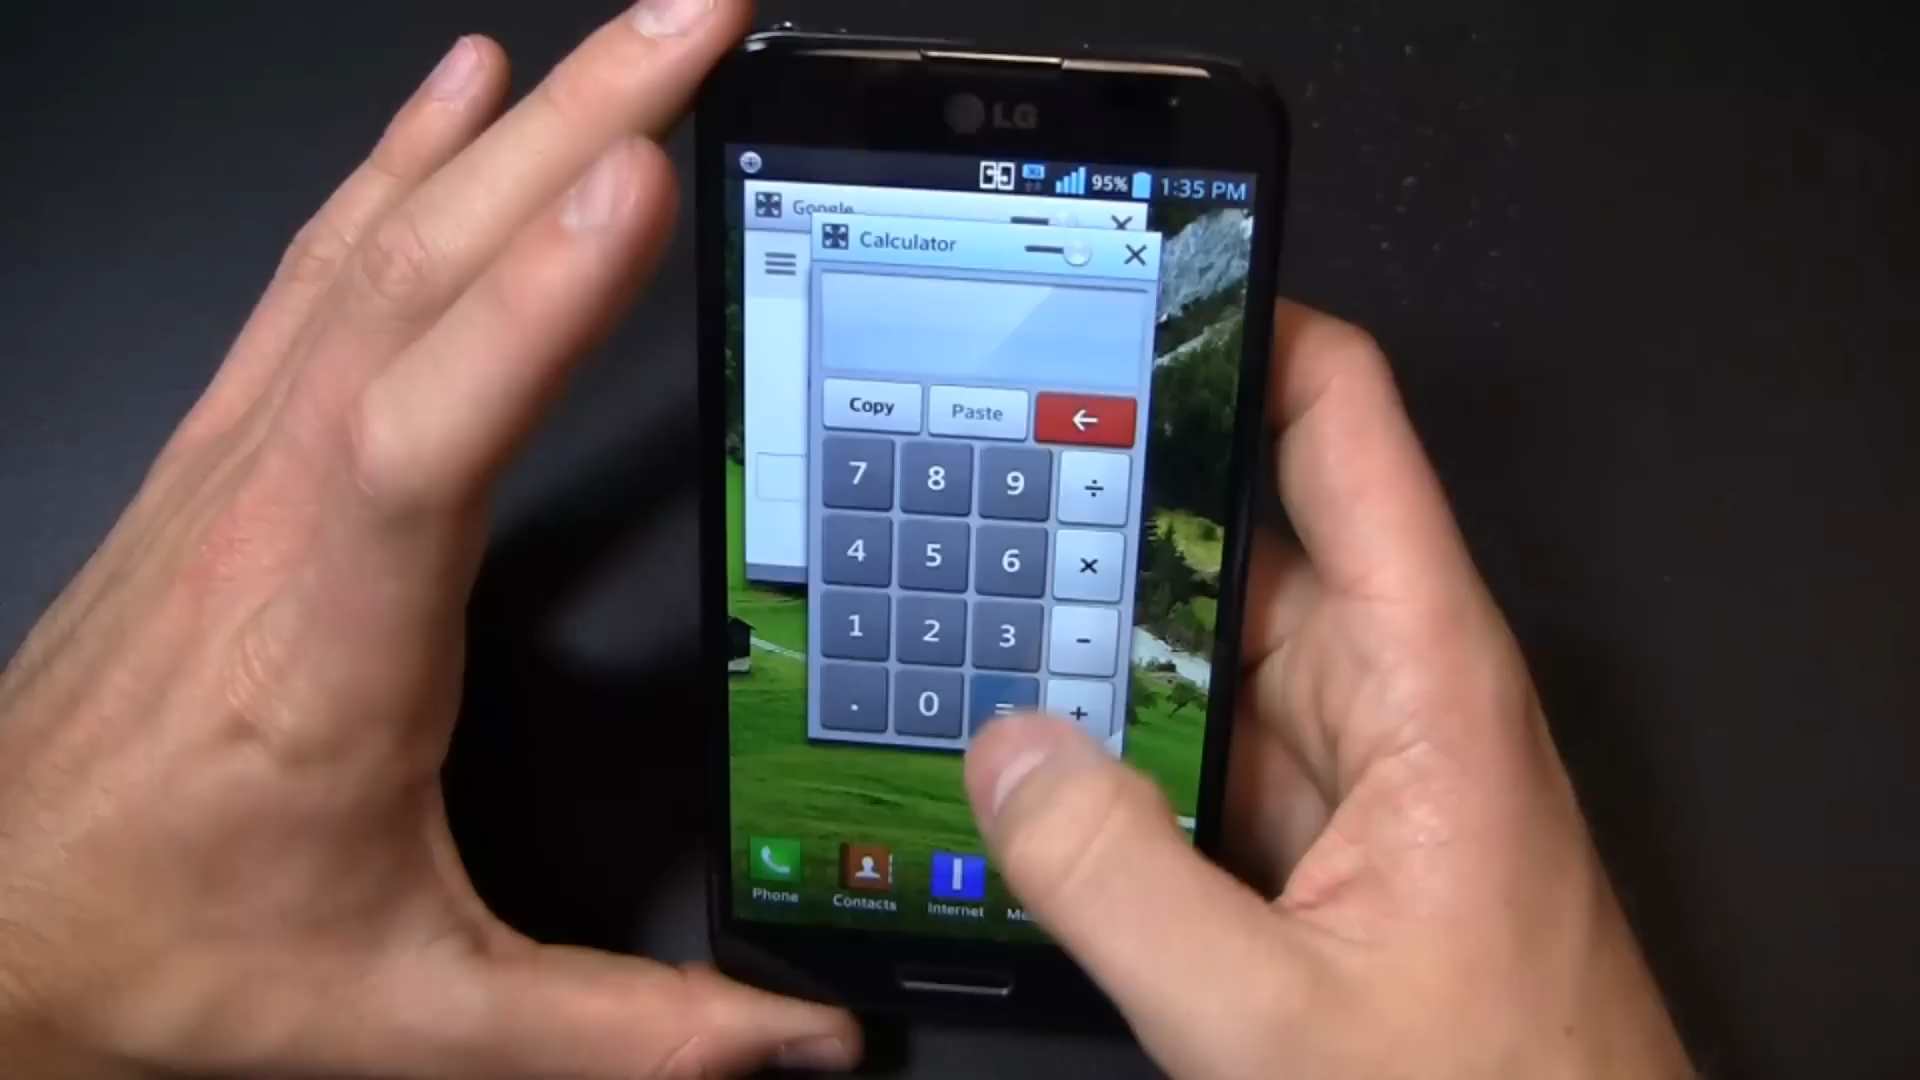 LG
3G
95% 1:35 PM
Google
Calculator
Copy Paste ←
7 8 9 ÷
4 5 6 ×
1 2 3 -
. 0 = +
Phone
Contacts
Internet